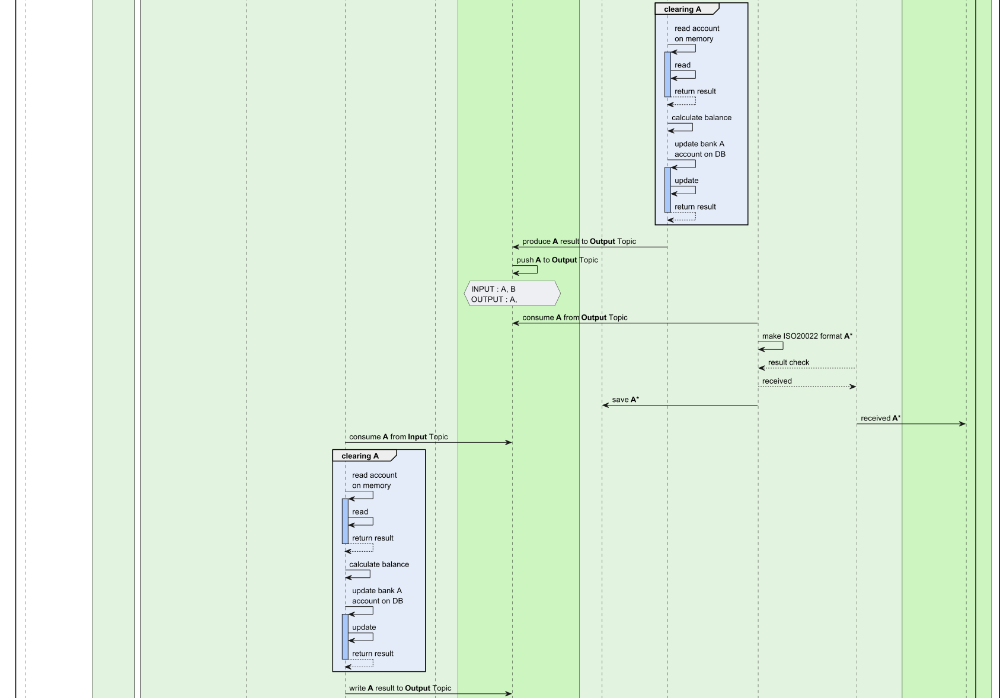 clearing A
read account
on memory
read
return result
calculate balance
update bank A
account on DB
update
return result
produce A result to Output Topic
push A to Output Topic
INPUT : A, B
OUTPUT : A,
consume A from Output Topic
make ISO20022 format A*
result check
received
save A*
received A*
consume A from Input Topic
clearing A
read account
on memory
read
return result
calculate balance
update bank A
account on DB
update
return result
write A result to Output Topic